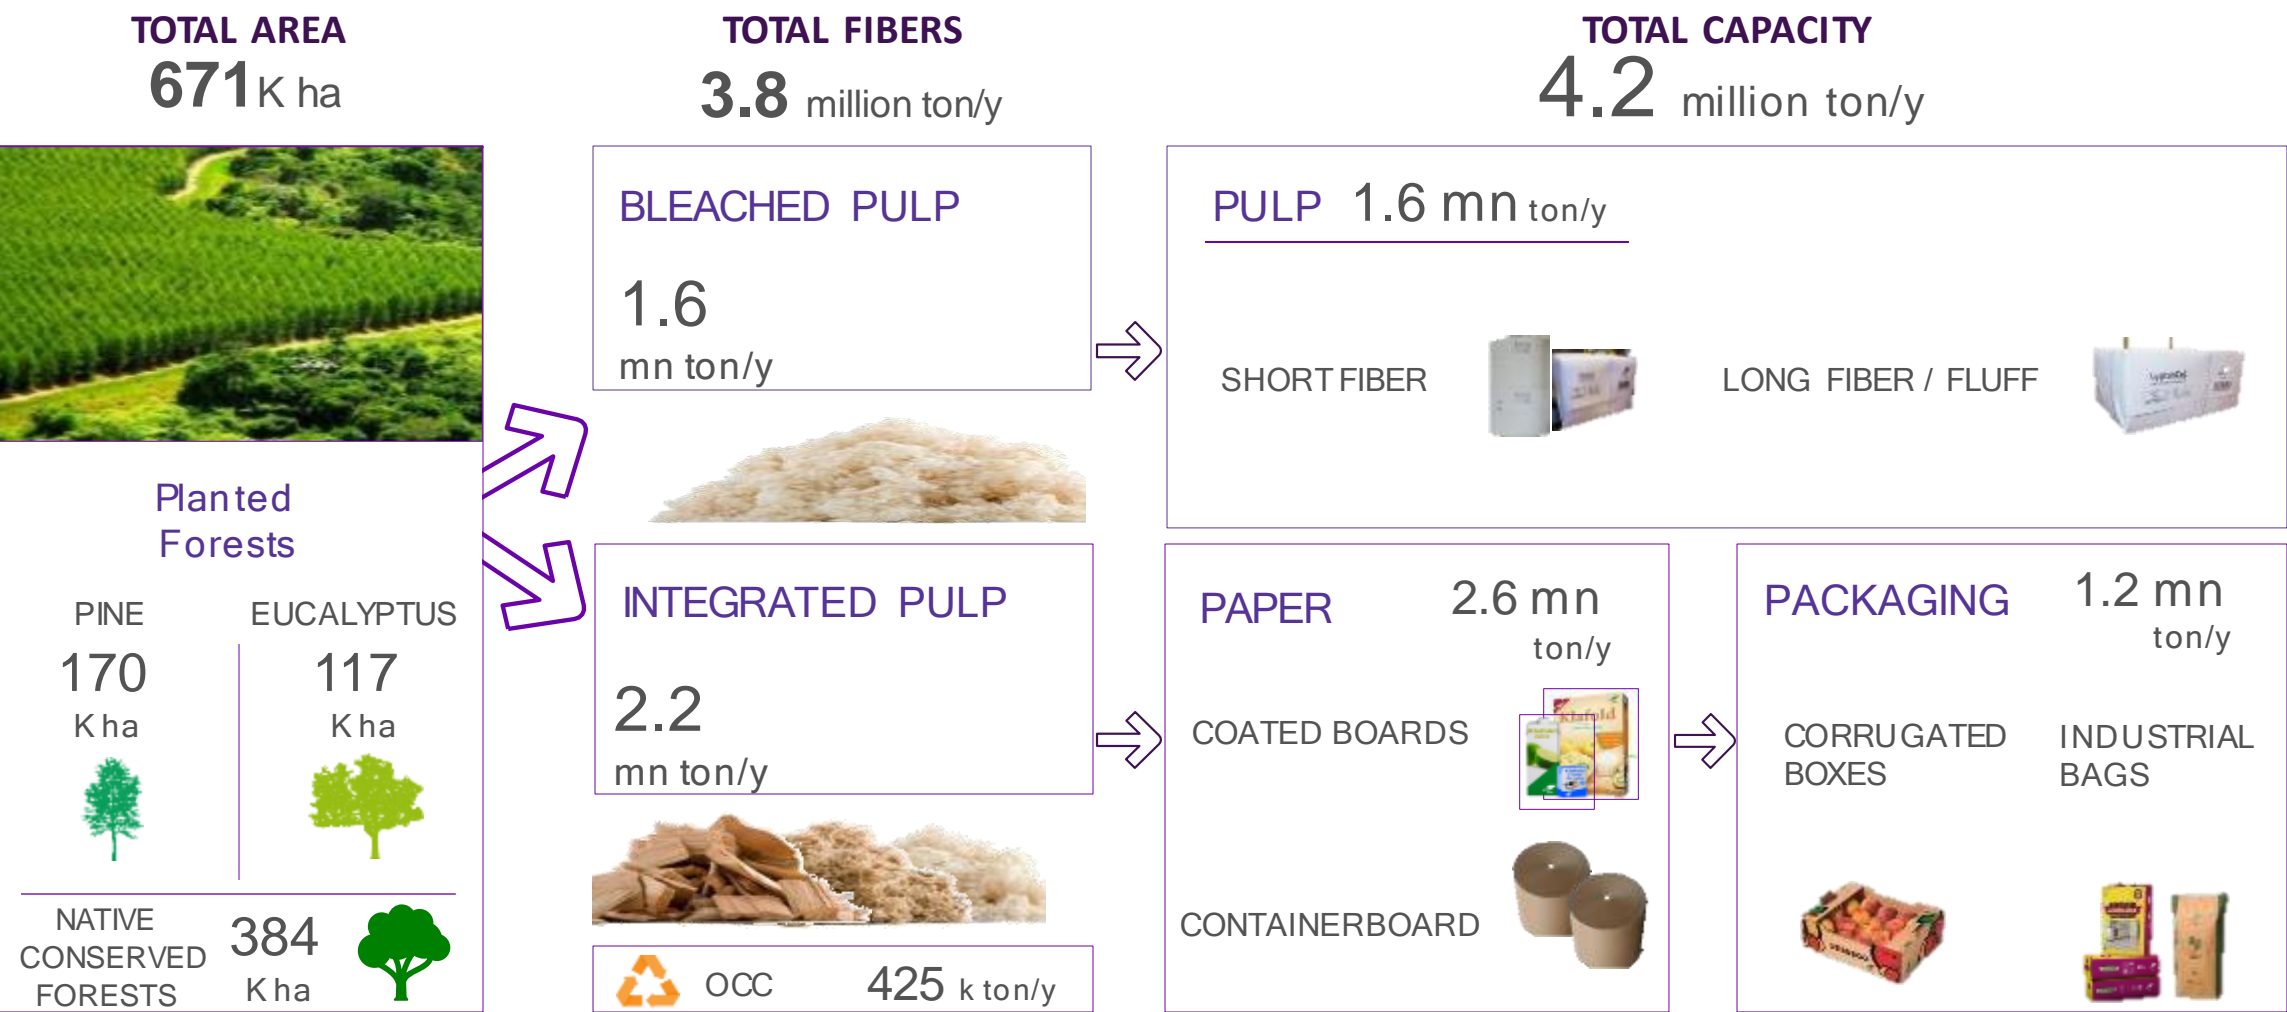 TOTAL AREA
671 K ha
TOTAL FIBERS
3.8 million ton/y
TOTAL CAPACITY
4.2 million ton/y
Planted
Forests
PINE
170
K ha
EUCALYPTUS
117
K ha
NATIVE
CONSERVED
FORESTS
384
K ha
BLEACHED PULP
1.6
mn ton/y
INTEGRATED PULP
2.2
mn ton/y
OCC 425 k ton/y
PULP 1.6 mn ton/y
SHORT FIBER
LONG FIBER / FLUFF
PAPER 2.6 mn
ton/y
COATED BOARDS
Klafold
CONTAINERBOARD
PACKAGING 1.2 mn
ton/y
CORRUGATED
BOXES
INDUSTRIAL
BAGS